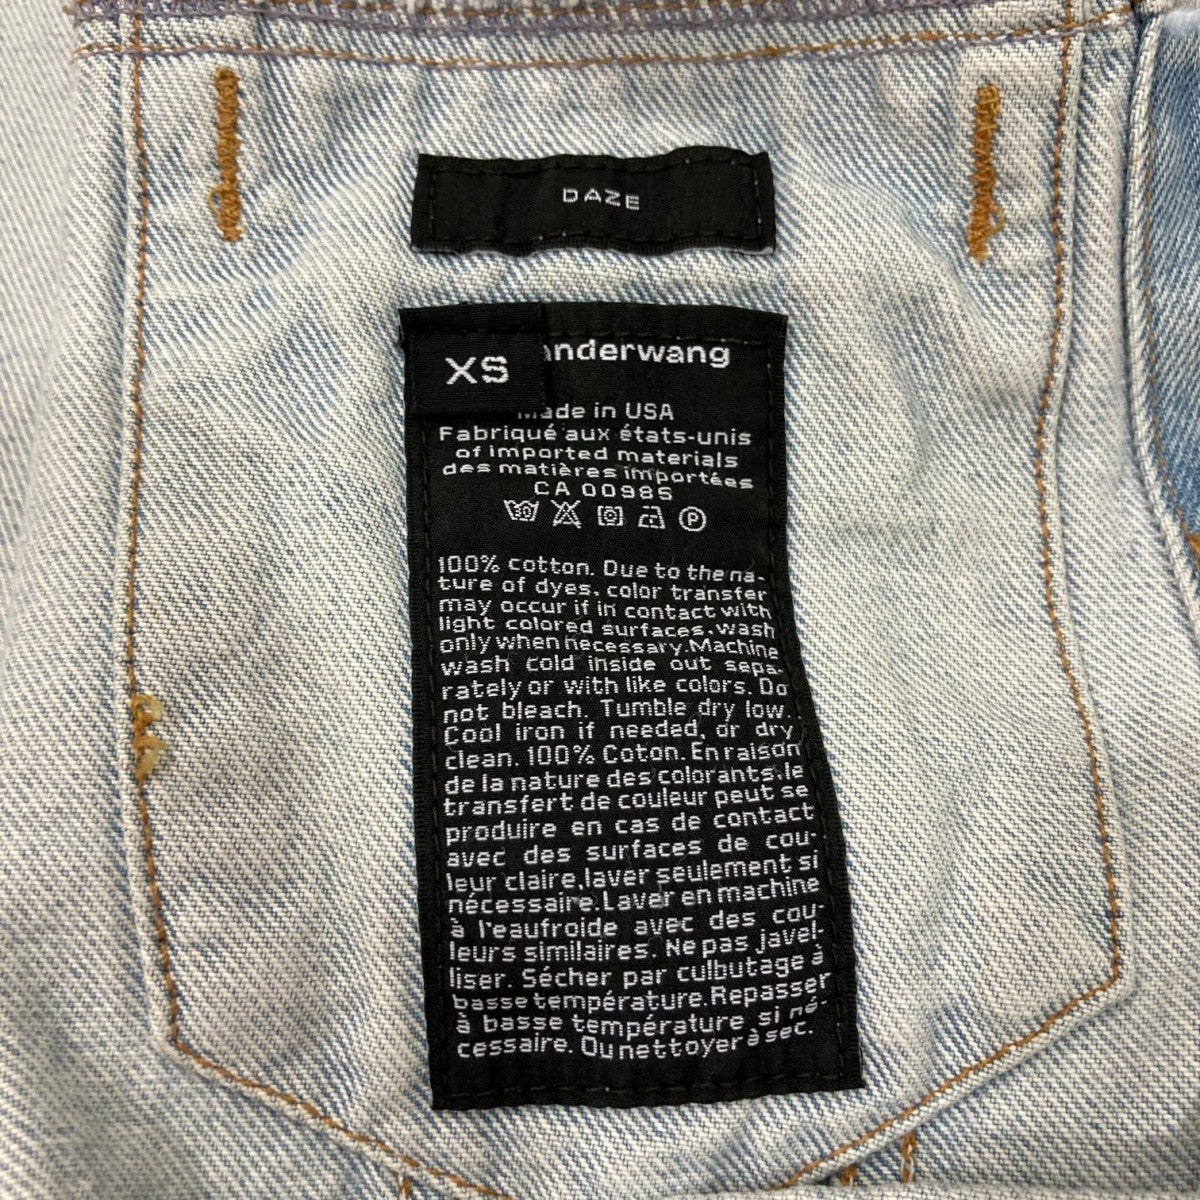 DAZE
XS
anderwang
Made in USA
Fabriqué aux états-unis
of imported materials
des matières importées
CA 00985
P
100% cotton. Due to the na-
ture of dyes, color transfer
may occur if in contact with
light colored surfaces, wash
only when necessary. Machine
wash cold inside out sepa-
rately or with like colors. Do
not bleach. Tumble dry low.
Cool iron if needed, or dry
clean. 100% Coton. En raison
de la nature des colorants, le
transfert de couleur peut se
produire en cas de contact
avec des surfaces de cou-
leur claire, laver seulement si
nécessaire. Laver en machine
à l'eaufroide avec des cou-
leurs similaires. Ne pas javel-
liser. Sécher par culbutage à
basse température. Repasser
à basse température si né-
cessaire. Ou nettoyer à sec.